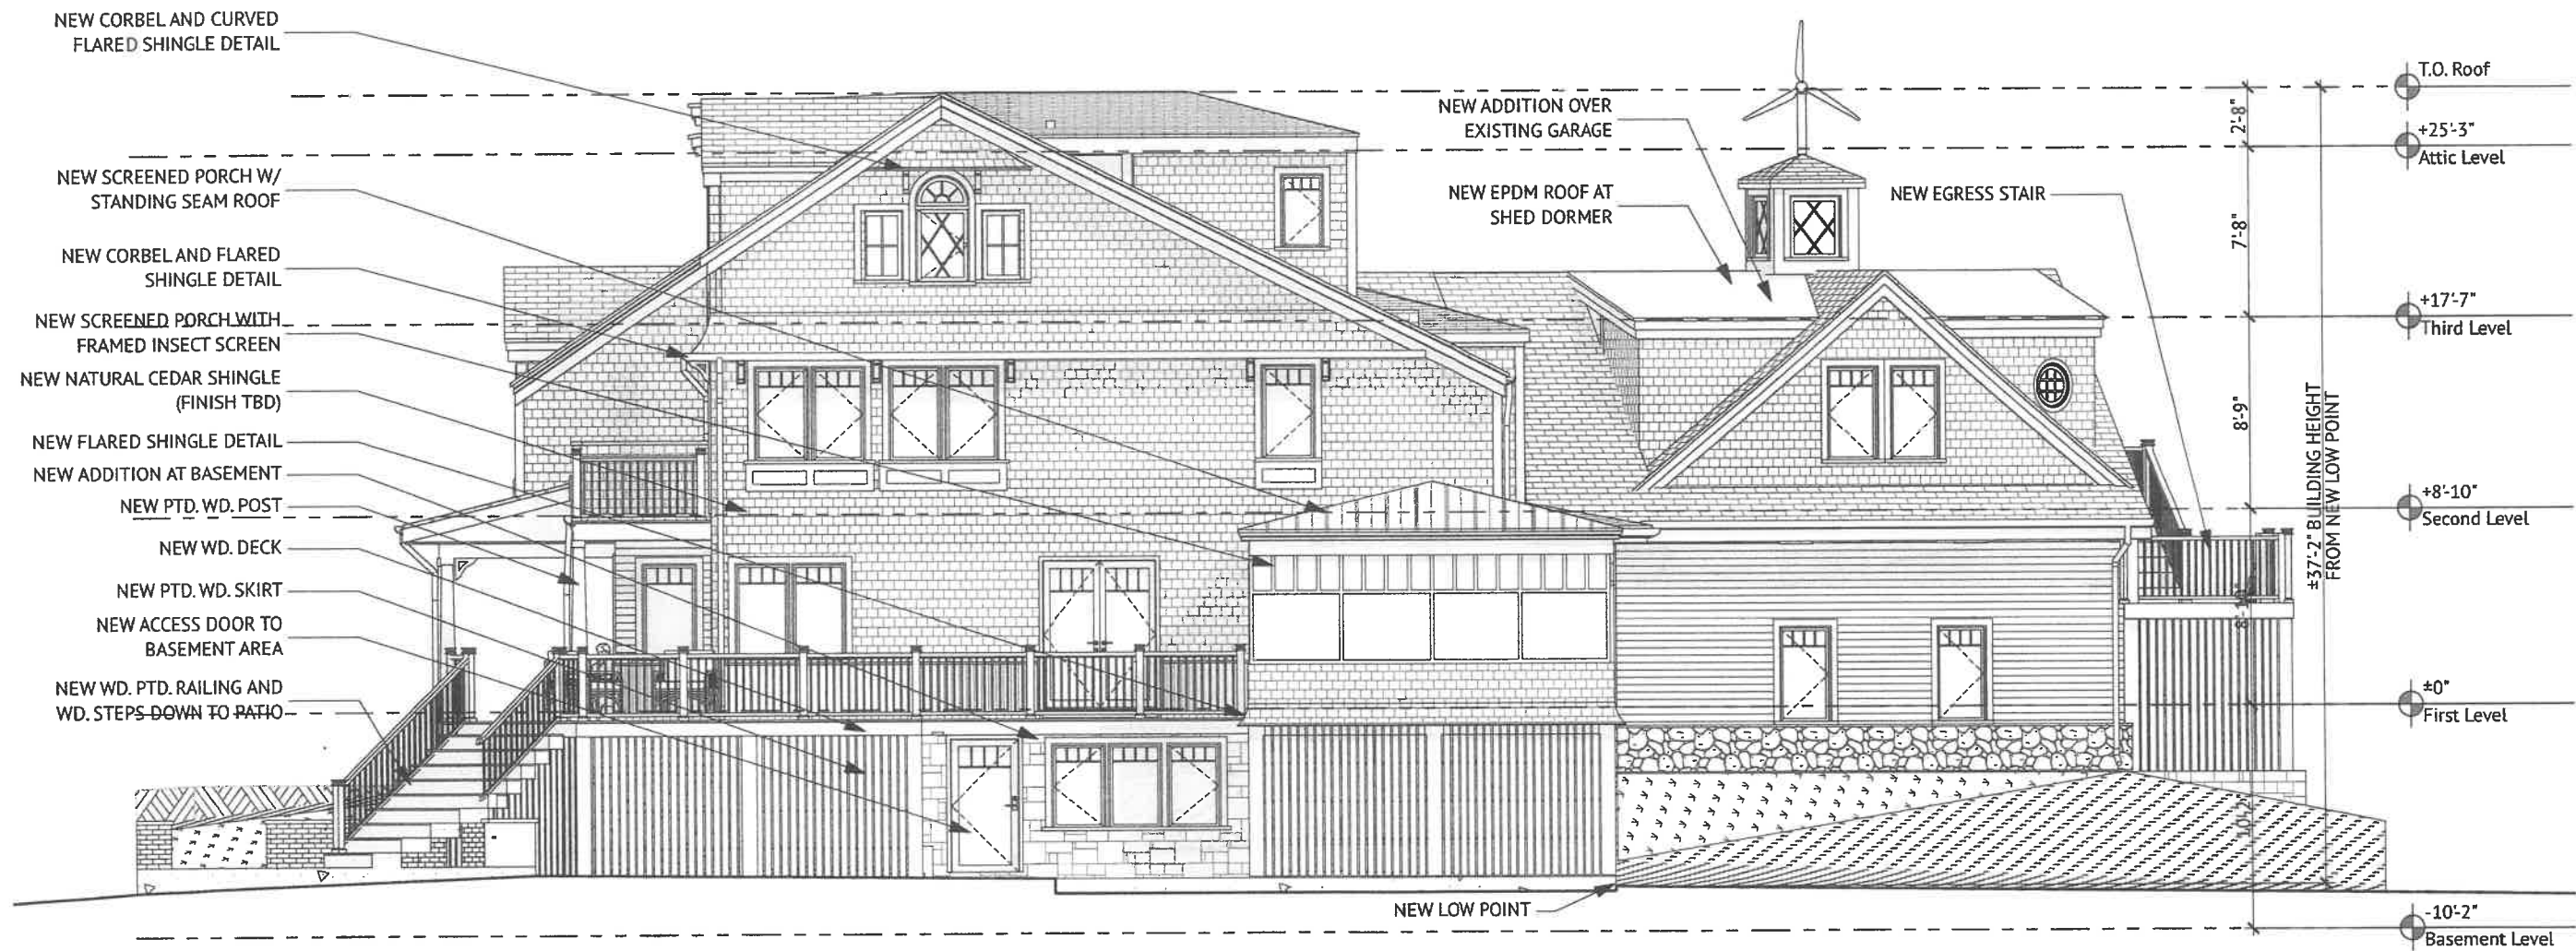 NEW CORBEL AND CURVED
FLARED SHINGLE DETAIL
NEW SCREENED PORCH W/
STANDING SEAM ROOF
NEW CORBEL AND FLARED
SHINGLE DETAIL
NEW SCREENED PORCH WITH
FRAMED INSECT SCREEN
NEW NATURAL CEDAR SHINGLE
(FINISH TBD)
NEW FLARED SHINGLE DETAIL
NEW ADDITION AT BASEMENT
NEW PTD. WD. POST
NEW WD. DECK
NEW PTD. WD. SKIRT
NEW ACCESS DOOR TO
BASEMENT AREA
NEW WD. PTD. RAILING AND
WD. STEPS DOWN TO PATIO
NEW ADDITION OVER
EXISTING GARAGE
NEW EPDM ROOF AT
SHED DORMER
NEW EGRESS STAIR
NEW LOW POINT
2'-8"
7'-8"
8'-9"
8'-10"
10'-2"
±37'-2" BUILDING HEIGHT
FROM NEW LOW POINT
T.O. Roof
+25'-3"
Attic Level
+17'-7"
Third Level
+8'-10"
Second Level
±0"
First Level
-10'-2"
Basement Level